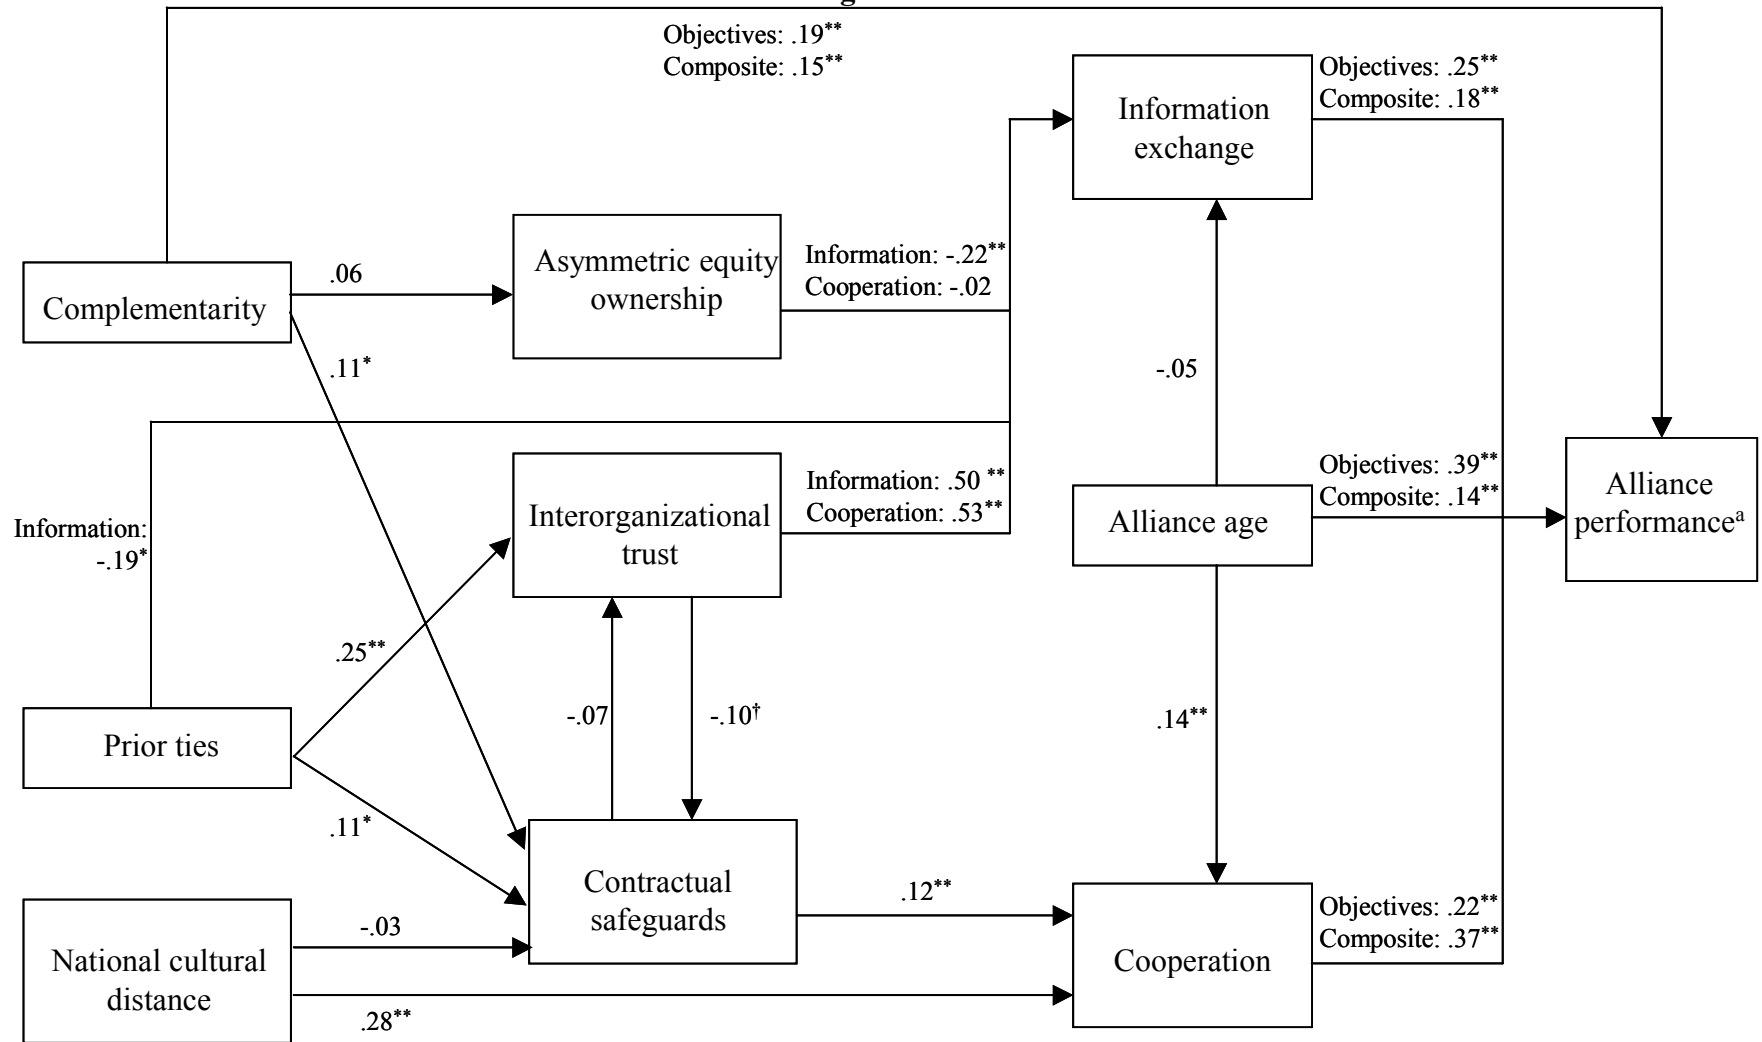 Objectives: .19**
Composite: .15**
Objectives: .25**
Composite: .18**
Information
exchange
Complementarity
.06
Asymmetric equity
ownership
Information: -.22**
Cooperation: -.02
.11*
-.05
Information:
-.19*
Interorganizational
trust
Information: .50 **
Cooperation: .53**
Alliance age
Objectives: .39**
Composite: .14**
Alliance
performanceᵃ
.25**
-.07
-.10†
.14**
Prior ties
.11*
Contractual
safeguards
.12**
National cultural
distance
-.03
.28**
Cooperation
Objectives: .22**
Composite: .37**